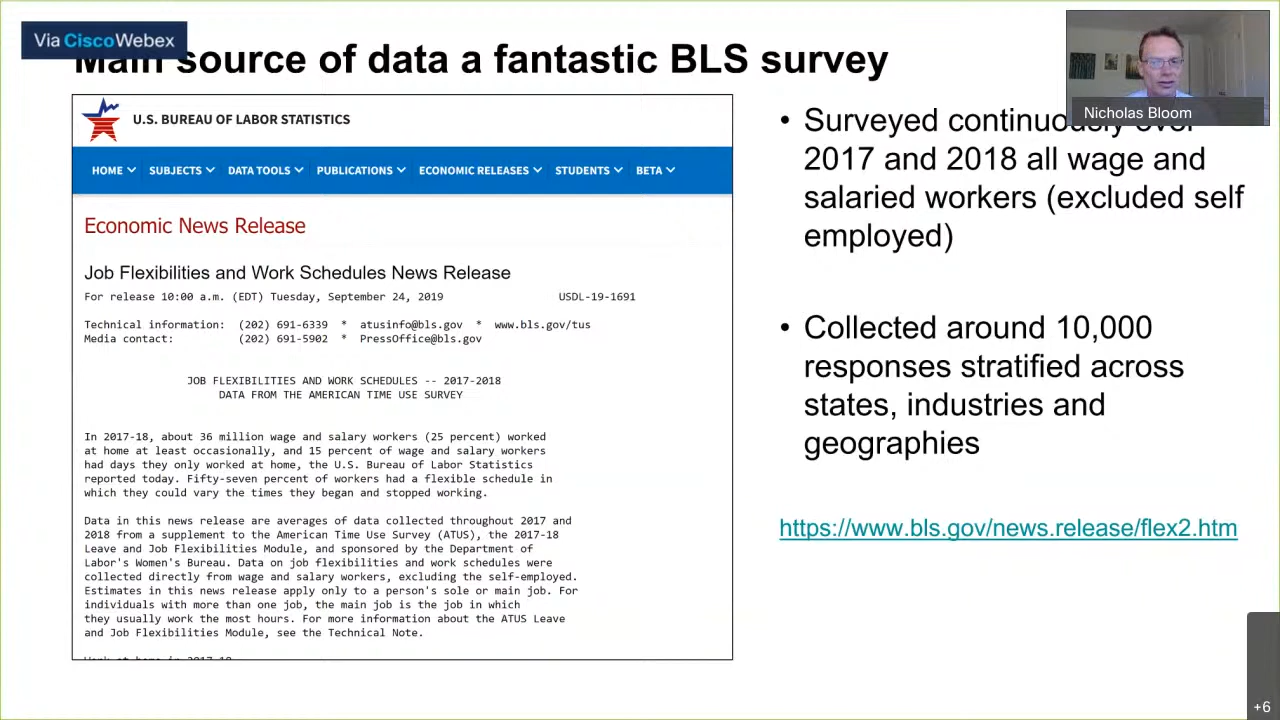 Via Cisco Webex
Main source of data a fantastic BLS survey
Nicholas Bloom
U.S. BUREAU OF LABOR STATISTICS
HOME SUBJECTS DATA TOOLS PUBLICATIONS ECONOMIC RELEASES STUDENTS BETA
Economic News Release
Job Flexibilities and Work Schedules News Release
For release 10:00 a.m. (EDT) Tuesday, September 24, 2019 USDL-19-1691
Technical information: (202) 691-6339 * atusinfo@bls.gov * www.bls.gov/tus
Media contact: (202) 691-5902 * PressOffice@bls.gov
JOB FLEXIBILITIES AND WORK SCHEDULES -- 2017-2018
DATA FROM THE AMERICAN TIME USE SURVEY
In 2017-18, about 36 million wage and salary workers (25 percent) worked
at home at least occasionally, and 15 percent of wage and salary workers
had days they only worked at home, the U.S. Bureau of Labor Statistics
reported today. Fifty-seven percent of workers had a flexible schedule in
which they could vary the times they began and stopped working.
Data in this news release are averages of data collected throughout 2017 and
2018 from a supplement to the American Time Use Survey (ATUS), the 2017-18
Leave and Job Flexibilities Module, and sponsored by the Department of
Labor's Women's Bureau. Data on job flexibilities and work schedules were
collected directly from wage and salary workers, excluding the self-employed.
Estimates in this news release apply only to a person's sole or main job. For
individuals with more than one job, the main job is the job in which
they usually work the most hours. For more information about the ATUS Leave
and Job Flexibilities Module, see the Technical Note.
Work at home in 2017-18
• Surveyed continuously over
2017 and 2018 all wage and
salaried workers (excluded self
employed)
• Collected around 10,000
responses stratified across
states, industries and
geographies
https://www.bls.gov/news.release/flex2.htm
+6